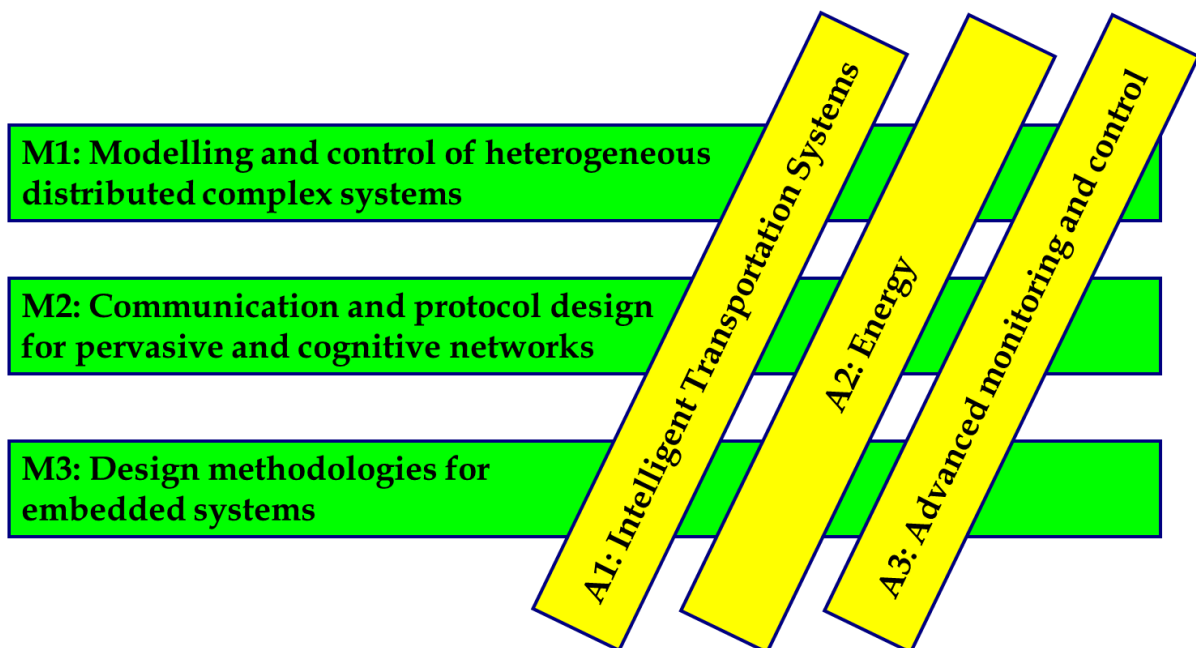 M1: Modelling and control of heterogeneous
distributed complex systems
M2: Communication and protocol design
for pervasive and cognitive networks
M3: Design methodologies for
embedded systems
A1: Intelligent Transportation Systems
A2: Energy
A3: Advanced monitoring and control